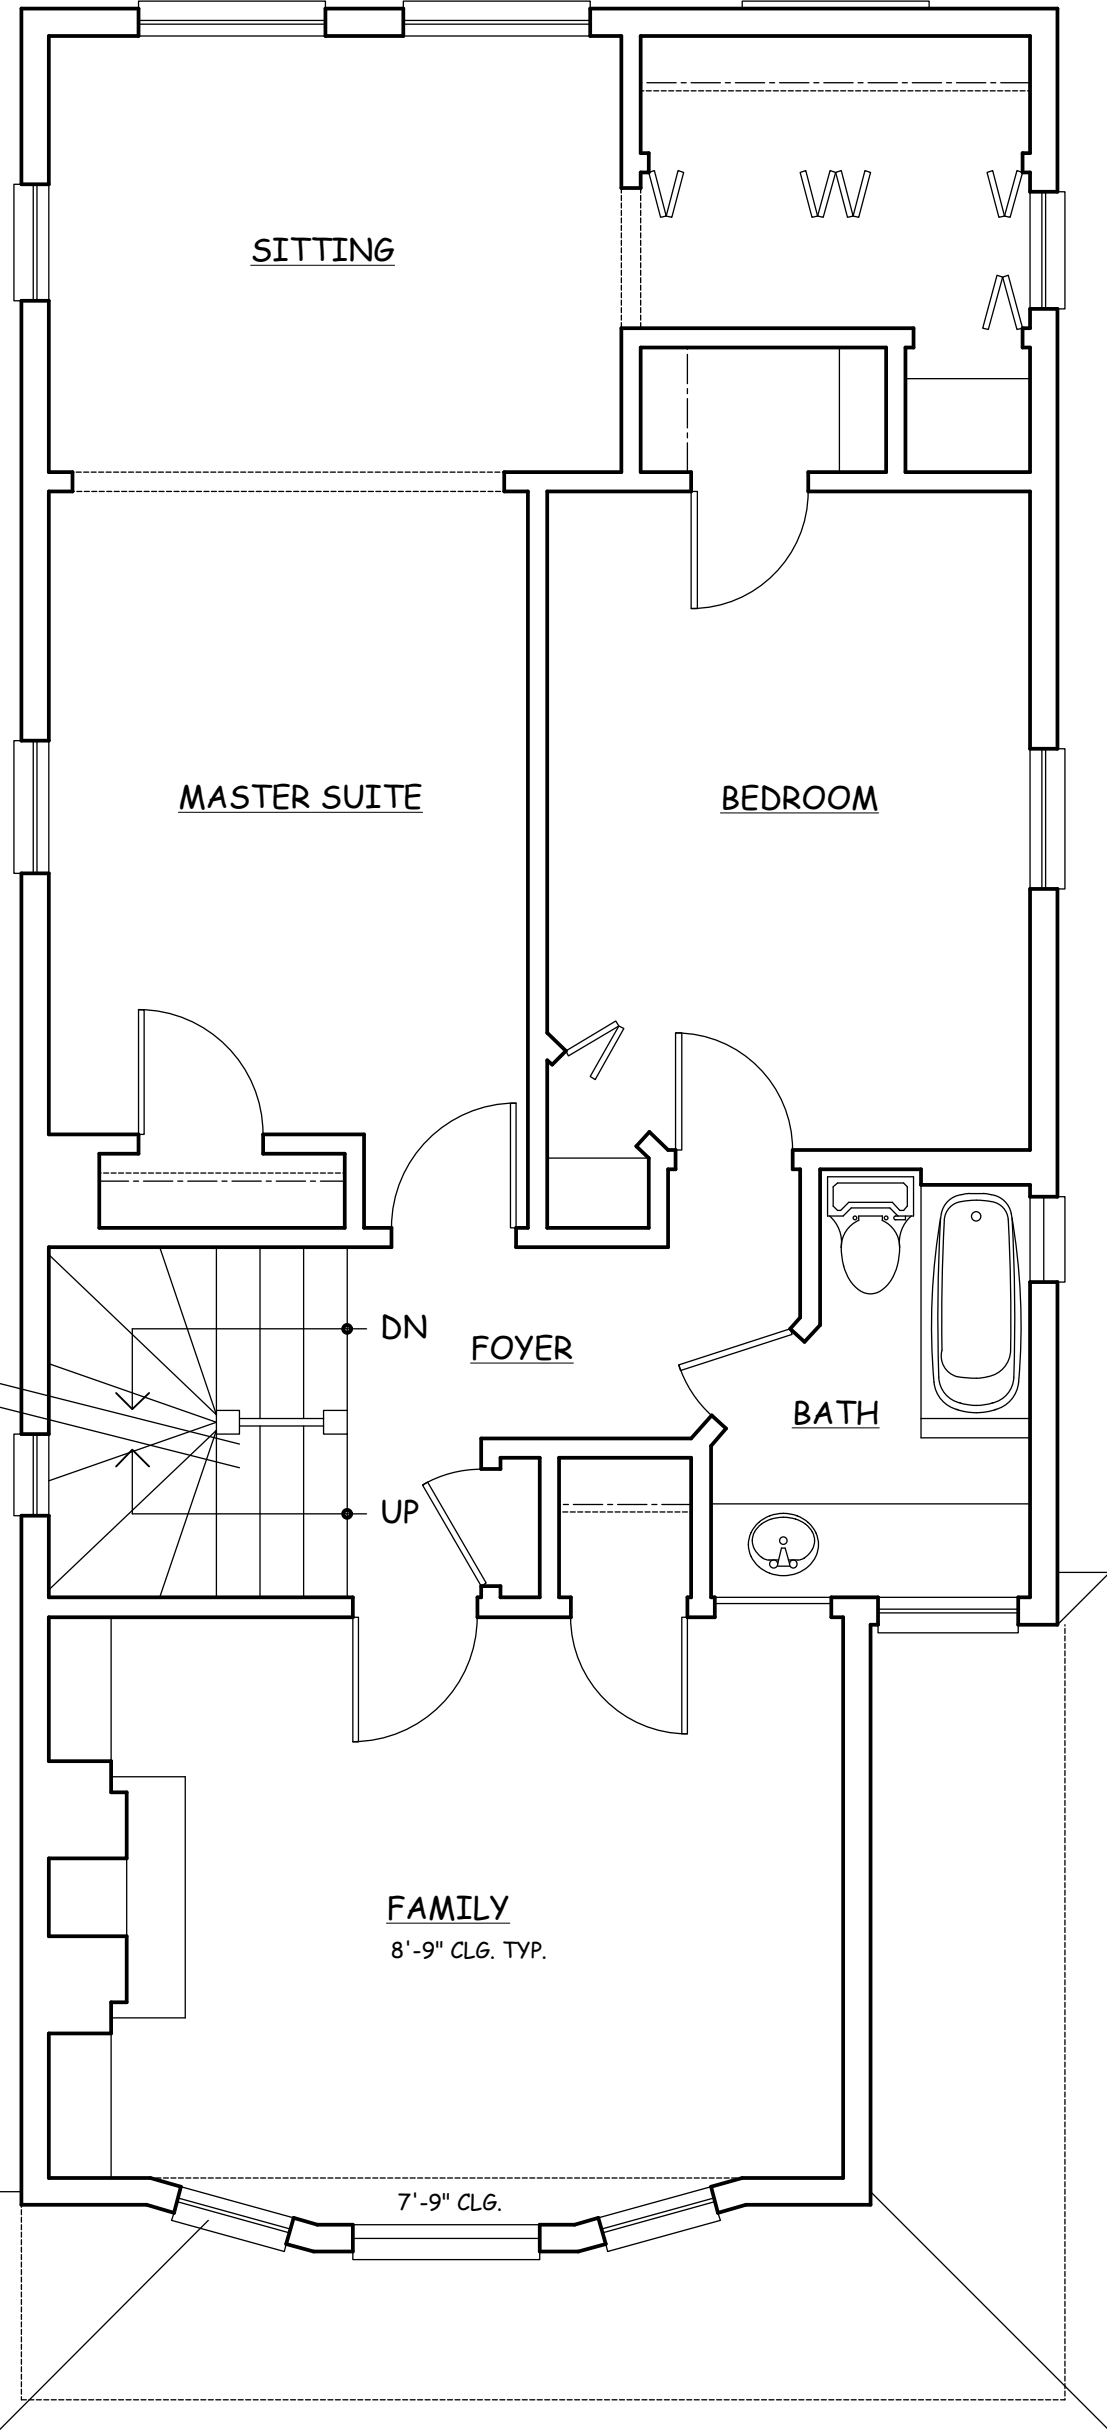 SITTING
MASTER SUITE
BEDROOM
DN
FOYER
BATH
UP
FAMILY
8'-9" CLG. TYP.
7'-9" CLG.